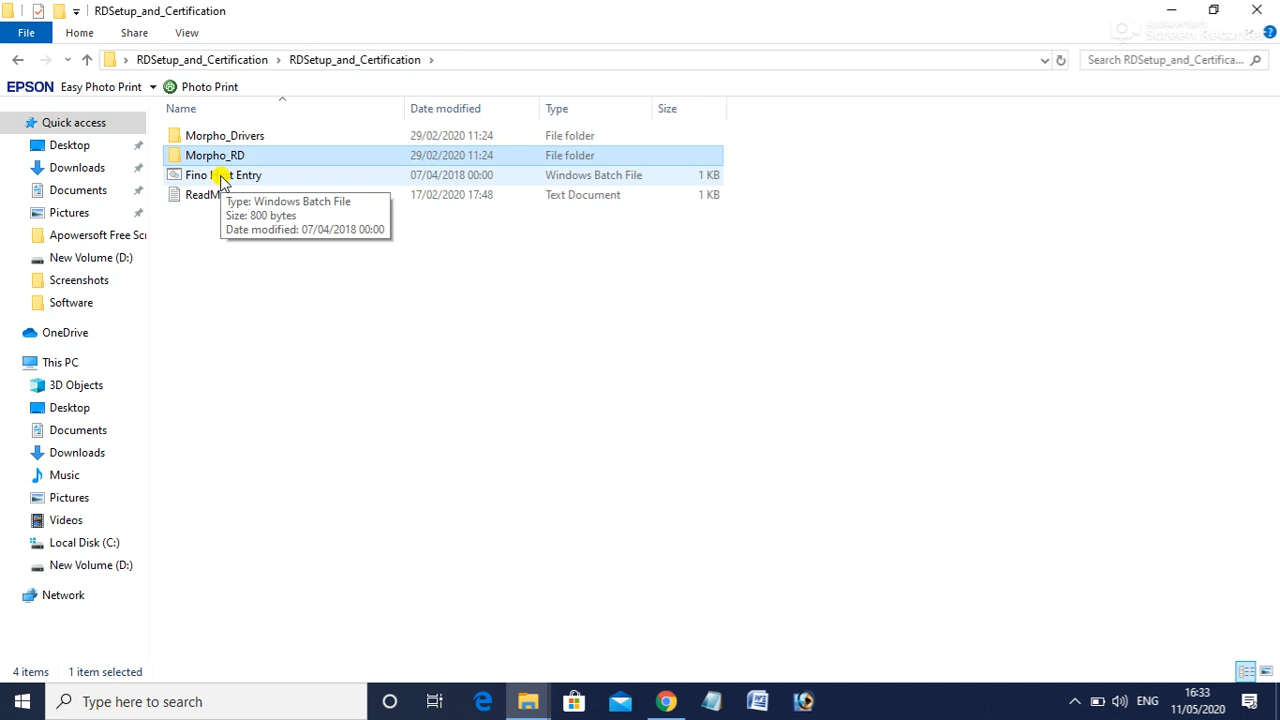 RDSetup_and_Certification
File Home Share View
RDSetup_and_Certification RDSetup_and_Certification Search RDSetup_and_Certifica...
EPSON Easy Photo Print Photo Print
Name Date modified Type Size
Quick access
Desktop
Downloads
Documents
Pictures
Apowersoft Free Scr
New Volume (D:)
Screenshots
Software
OneDrive
This PC
3D Objects
Desktop
Documents
Downloads
Music
Pictures
Videos
Local Disk (C:)
New Volume (D:)
Network
Morpho_Drivers 29/02/2020 11:24 File folder
Morpho_RD 29/02/2020 11:24 File folder
Fino Entry 07/04/2018 00:00 Windows Batch File 1 KB
ReadM 17/02/2020 17:48 Text Document 1 KB
Type: Windows Batch File
Size: 800 bytes
Date modified: 07/04/2018 00:00
4 items 1 item selected
Type here to search
ENG
16:33
11/05/2020
Apowersoft
Screen Recorder